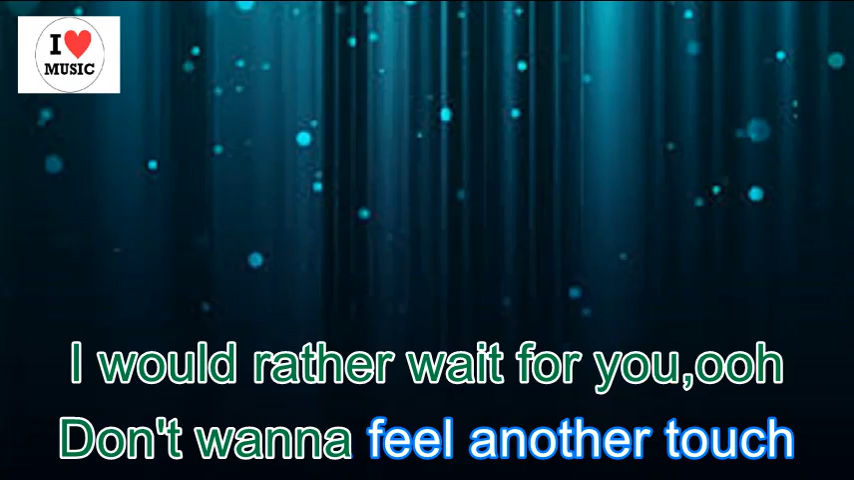 I ❤ MUSIC
I would rather wait for you,ooh
Don't wanna feel another touch